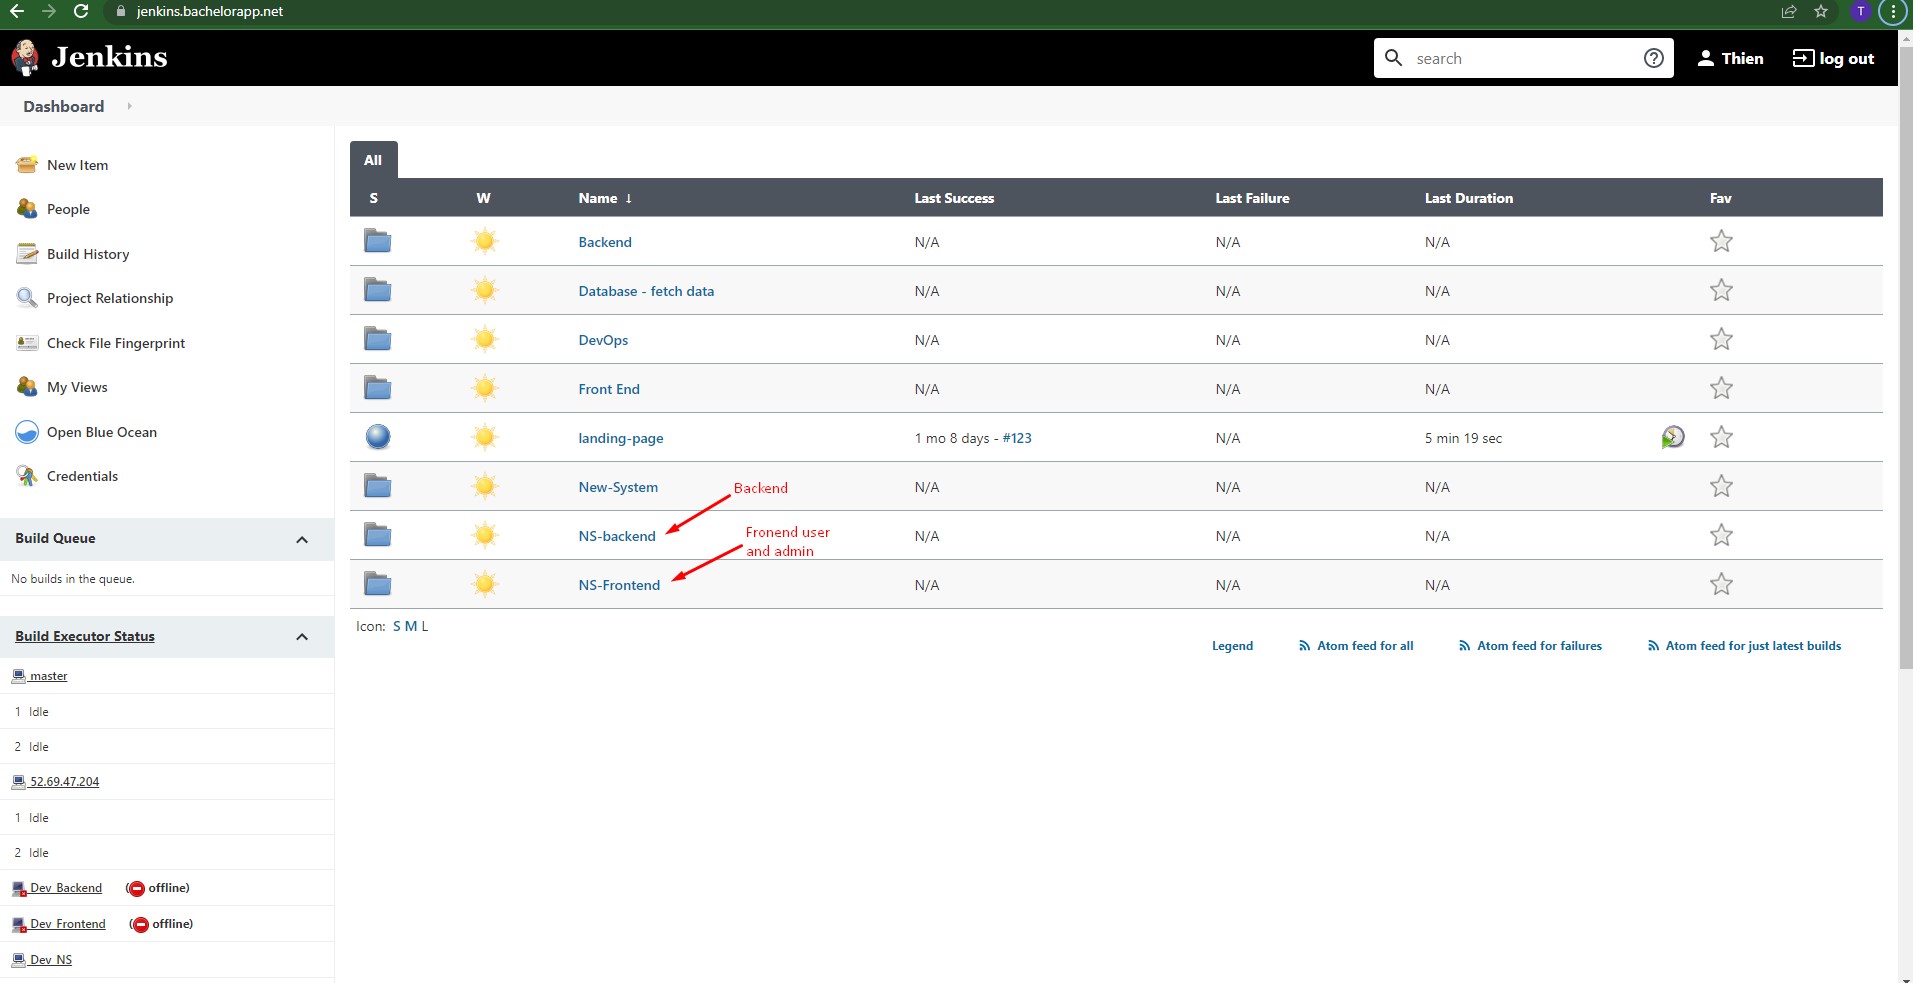 jenkins.bachelorapp.net
T
Jenkins
search
Thien
log out
Dashboard
New Item
People
Build History
Project Relationship
Check File Fingerprint
My Views
Open Blue Ocean
Credentials
Build Queue
No builds in the queue.
Build Executor Status
master
1 Idle
2 Idle
52.69.47.204
1 Idle
2 Idle
Dev Backend ( offline)
Dev Frontend ( offline)
Dev NS
All
S W Name ↓ Last Success Last Failure Last Duration Fav
Backend N/A N/A N/A
Database - fetch data N/A N/A N/A
DevOps N/A N/A N/A
Front End N/A N/A N/A
landing-page 1 mo 8 days - #123 N/A 5 min 19 sec
New-System N/A N/A N/A
Backend
NS-backend N/A N/A N/A
Fronend user
and admin
NS-Frontend N/A N/A N/A
Icon: S M L
Legend Atom feed for all Atom feed for failures Atom feed for just latest builds